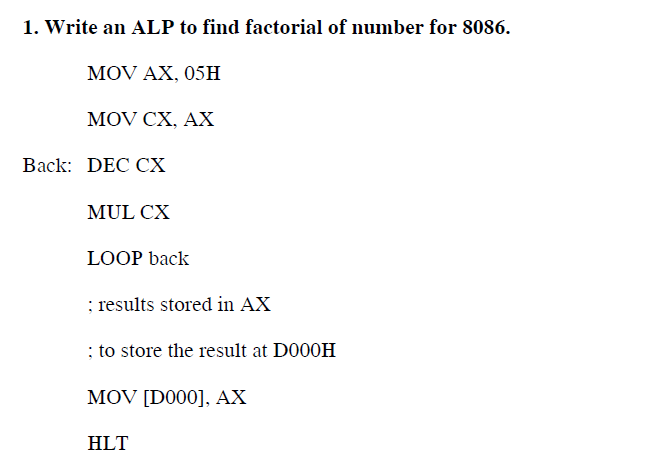 1. Write an ALP to find factorial of number for 8086.
MOV AX, 05H
MOV CX, AX
Back: DEC CX
MUL CX
LOOP back
; results stored in AX
; to store the result at D000H
MOV [D000], AX
HLT